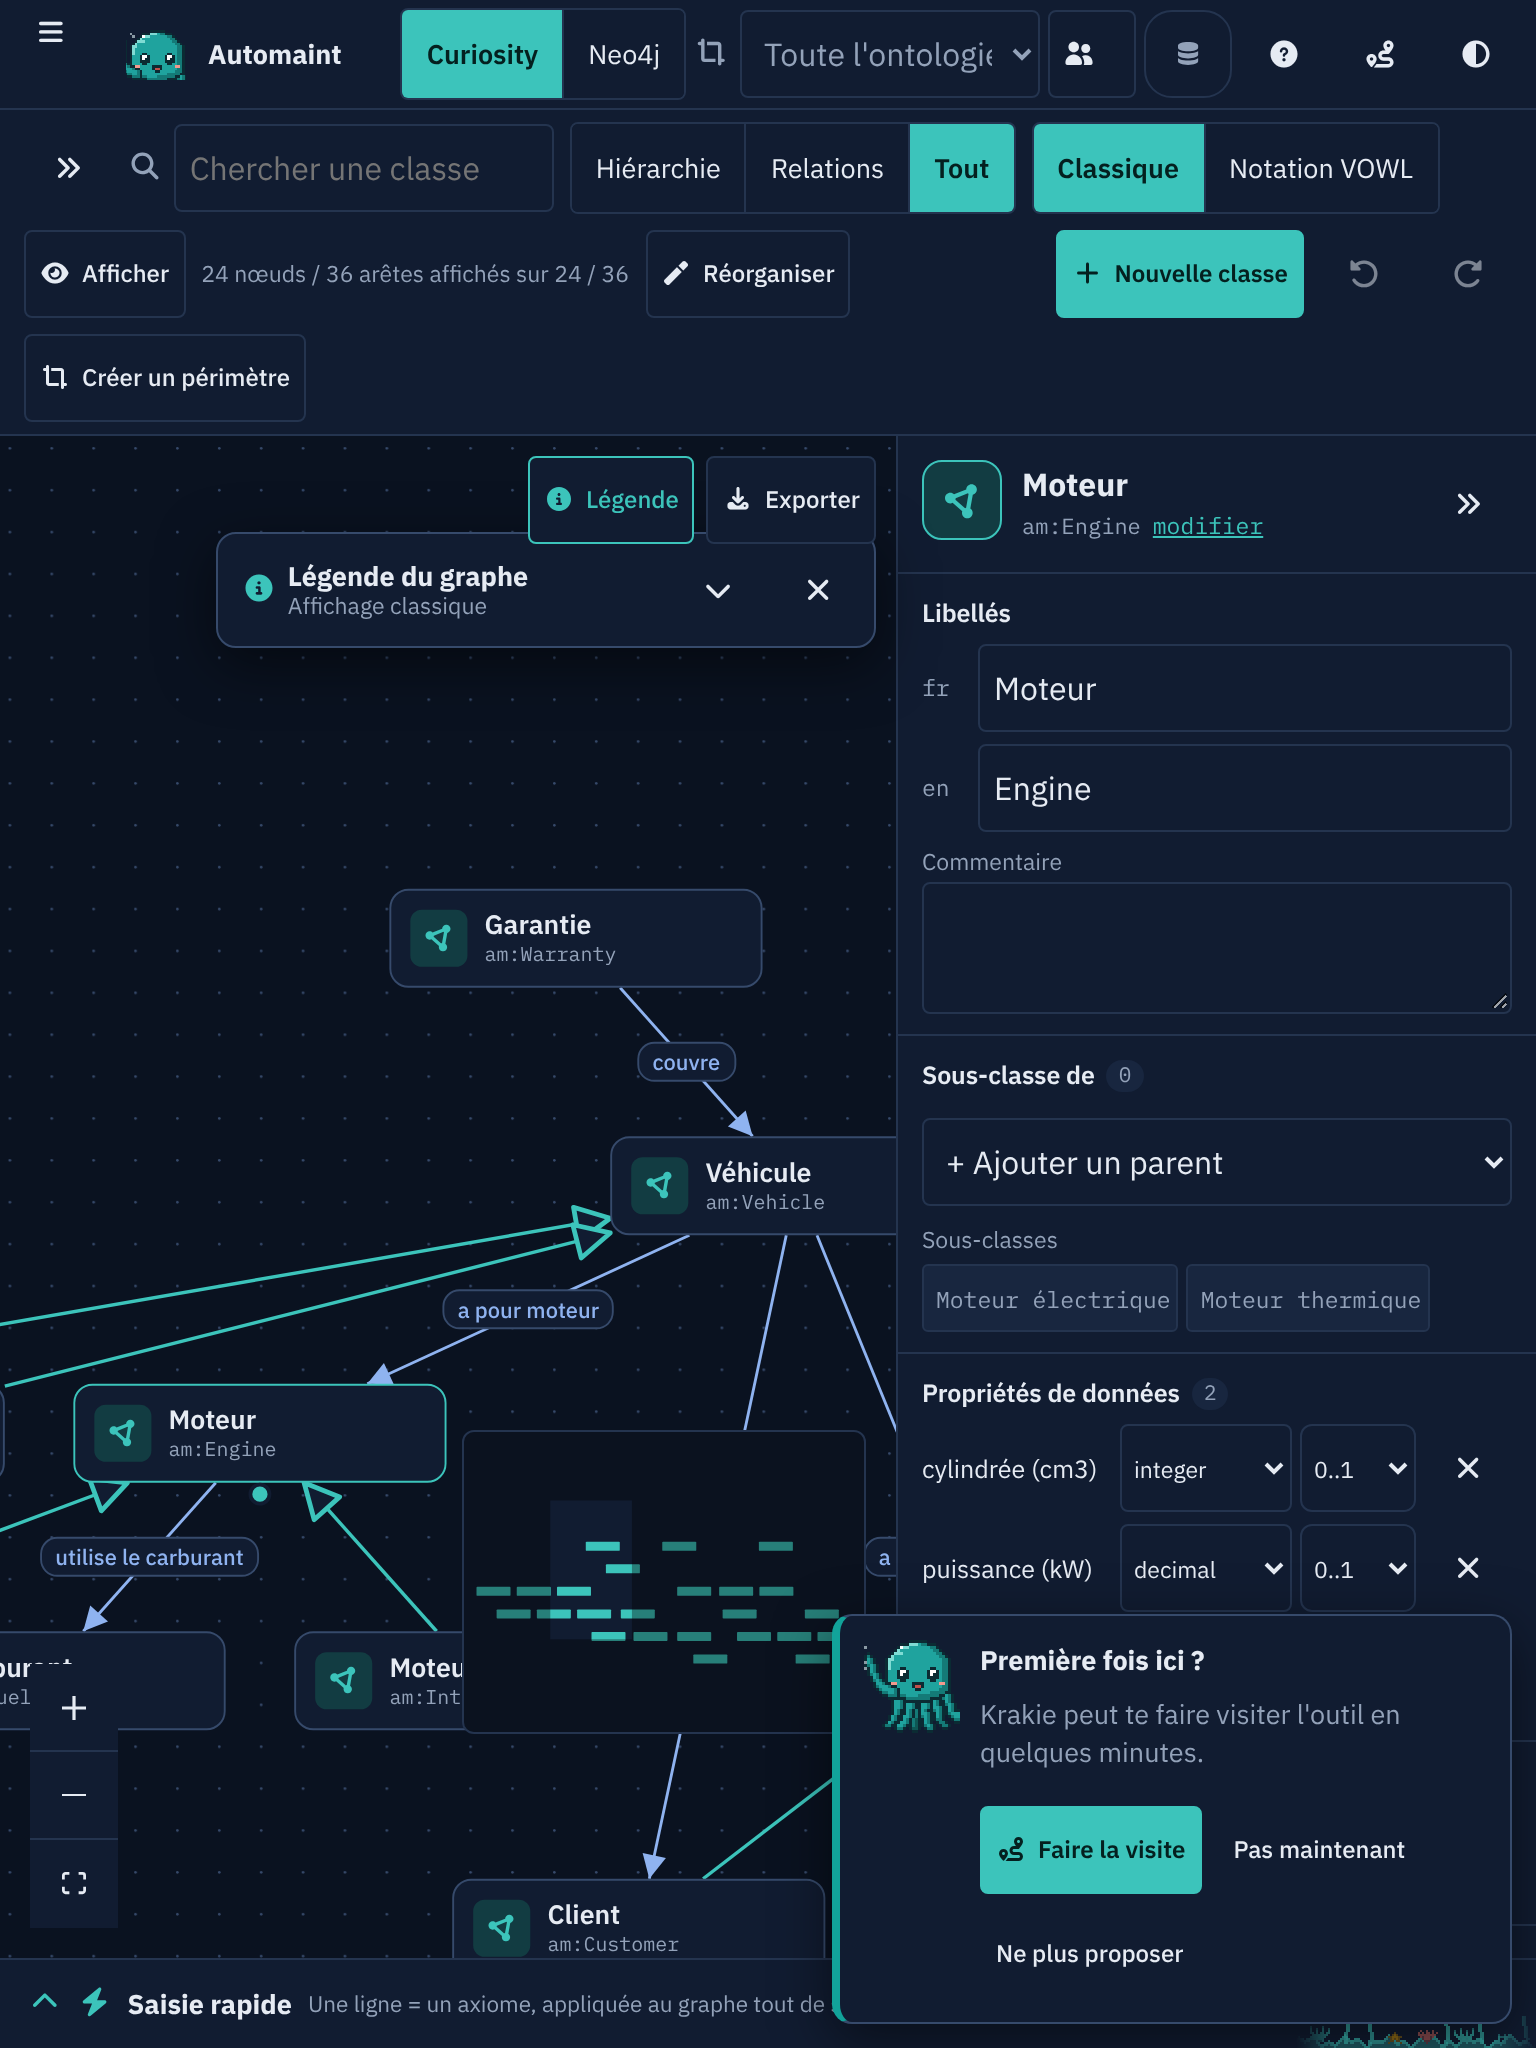 Automaint
Curiosity
Neo4j
Toute l'ontologie
Chercher une classe
Hiérarchie
Relations
Tout
Classique
Notation VOWL
Afficher
24 nœuds / 36 arêtes affichés sur 24 / 36
Réorganiser
Nouvelle classe
Créer un périmètre
Légende
Exporter
Légende du graphe
Affichage classique
Garantie
am:Warranty
couvre
Véhicule
am:Vehicle
a pour moteur
Moteur
am:Engine
utilise le carburant
a
uel
Moteu
am:Int
Client
am:Customer
Moteur
am:Engine modifier
Libellés
fr
Moteur
en
Engine
Commentaire
Sous-classe de 0
+ Ajouter un parent
Sous-classes
Moteur électrique
Moteur thermique
Propriétés de données 2
cylindrée (cm3)
integer
0..1
puissance (kW)
decimal
0..1
Première fois ici ?
Krakie peut te faire visiter l'outil en
quelques minutes.
Faire la visite
Pas maintenant
Ne plus proposer
Saisie rapide
Une ligne = un axiome, appliquée au graphe tout de